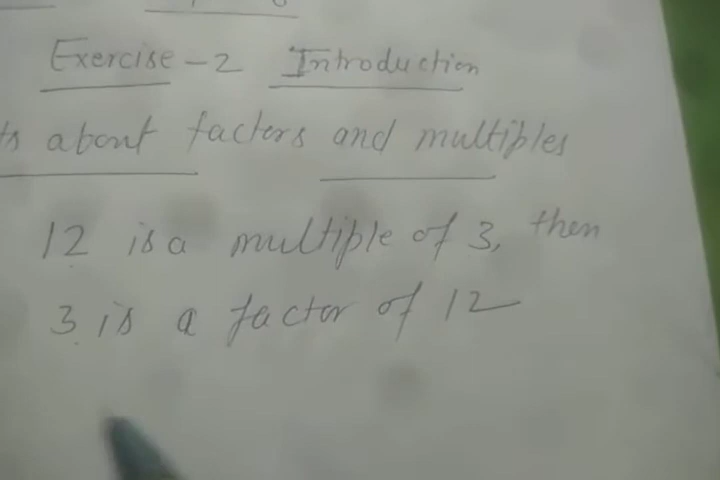 Exercise - 2 Introduction
about factors and multiples
12 is a multiple of 3, then
3 is a factor of 12